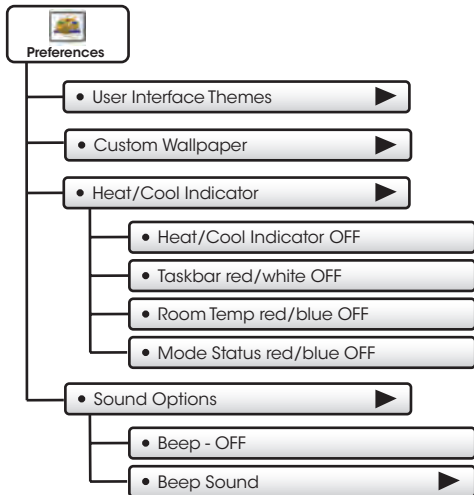 Preferences
• User Interface Themes
• Custom Wallpaper
• Heat/Cool Indicator
• Heat/Cool Indicator OFF
• Taskbar red/white OFF
• Room Temp red/blue OFF
• Mode Status red/blue OFF
• Sound Options
• Beep - OFF
• Beep Sound